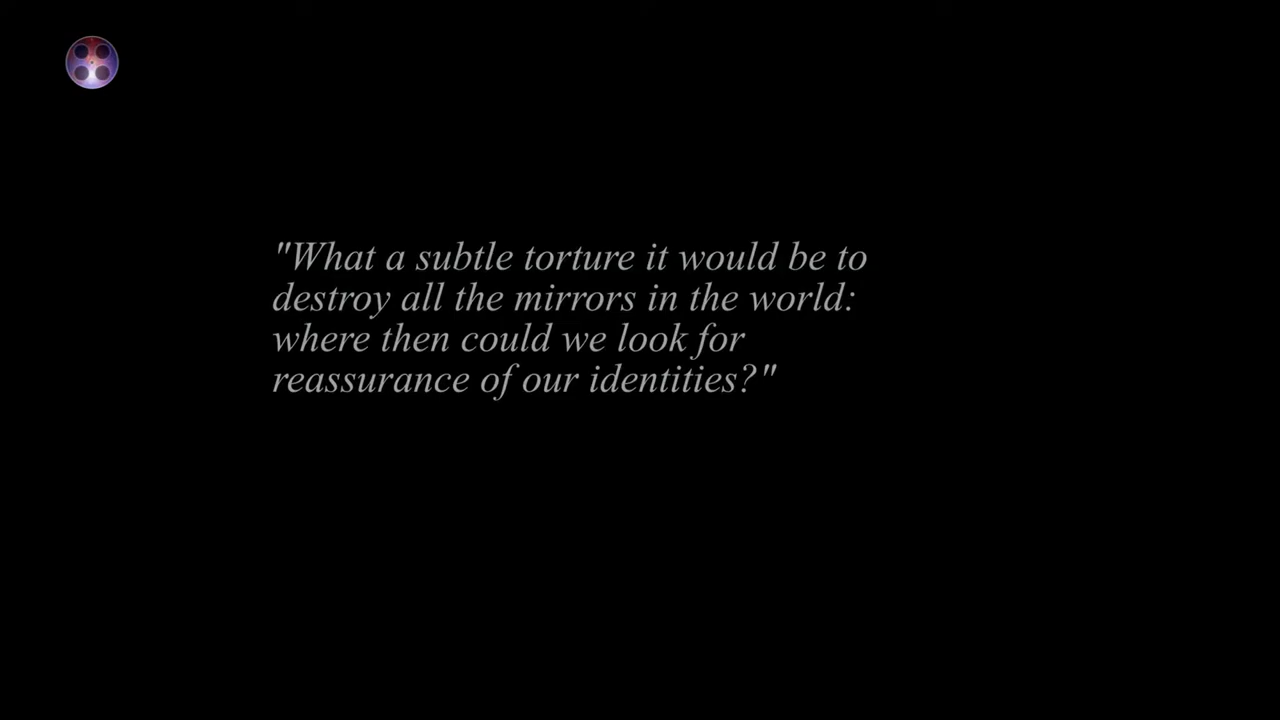 "What a subtle torture it would be to
destroy all the mirrors in the world:
where then could we look for
reassurance of our identities?"